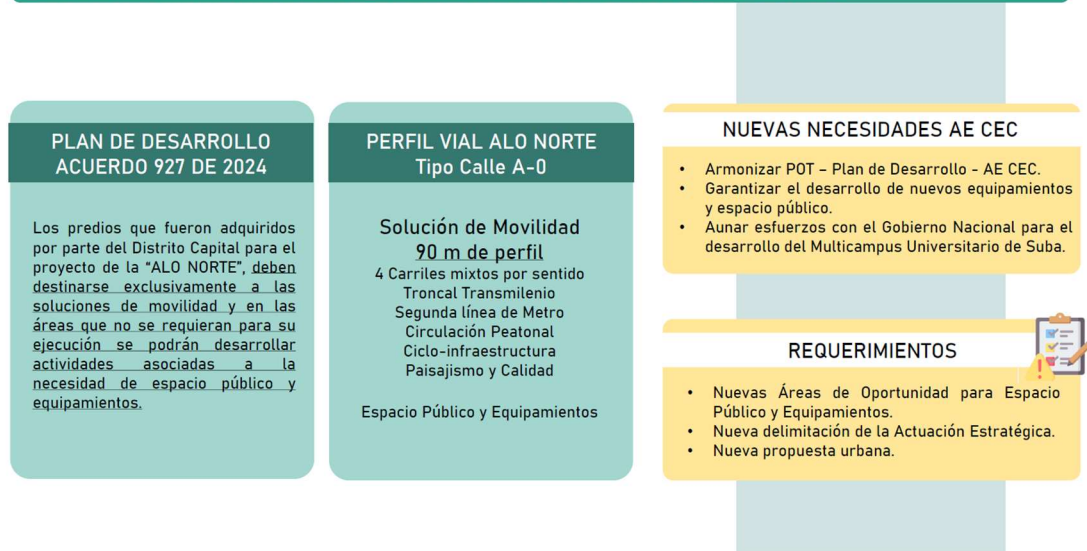 PLAN DE DESARROLLO
ACUERDO 927 DE 2024
Los predios que fueron adquiridos
por parte del Distrito Capital para el
proyecto de la “ALO NORTE”, deben
destinarse exclusivamente a las
soluciones de movilidad y en las
áreas que no se requieran para su
ejecución se podrán desarrollar
actividades asociadas a la
necesidad de espacio público y
equipamientos.
PERFIL VIAL ALO NORTE
Tipo Calle A-0
Solución de Movilidad
90 m de perfil
4 Carriles mixtos por sentido
Troncal Transmilenio
Segunda línea de Metro
Circulación Peatonal
Ciclo-infraestructura
Paisajismo y Calidad
Espacio Público y Equipamientos
NUEVAS NECESIDADES AE CEC
• Armonizar POT – Plan de Desarrollo - AE CEC.
• Garantizar el desarrollo de nuevos equipamientos
y espacio público.
• Aunar esfuerzos con el Gobierno Nacional para el
desarrollo del Multicampus Universitario de Suba.
REQUERIMIENTOS
• Nuevas Áreas de Oportunidad para Espacio
Público y Equipamientos.
• Nueva delimitación de la Actuación Estratégica.
• Nueva propuesta urbana.